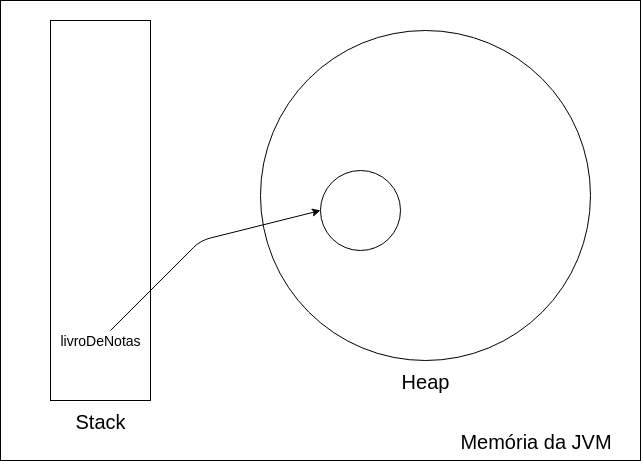 livroDeNotas
Heap
Stack
Memória da JVM